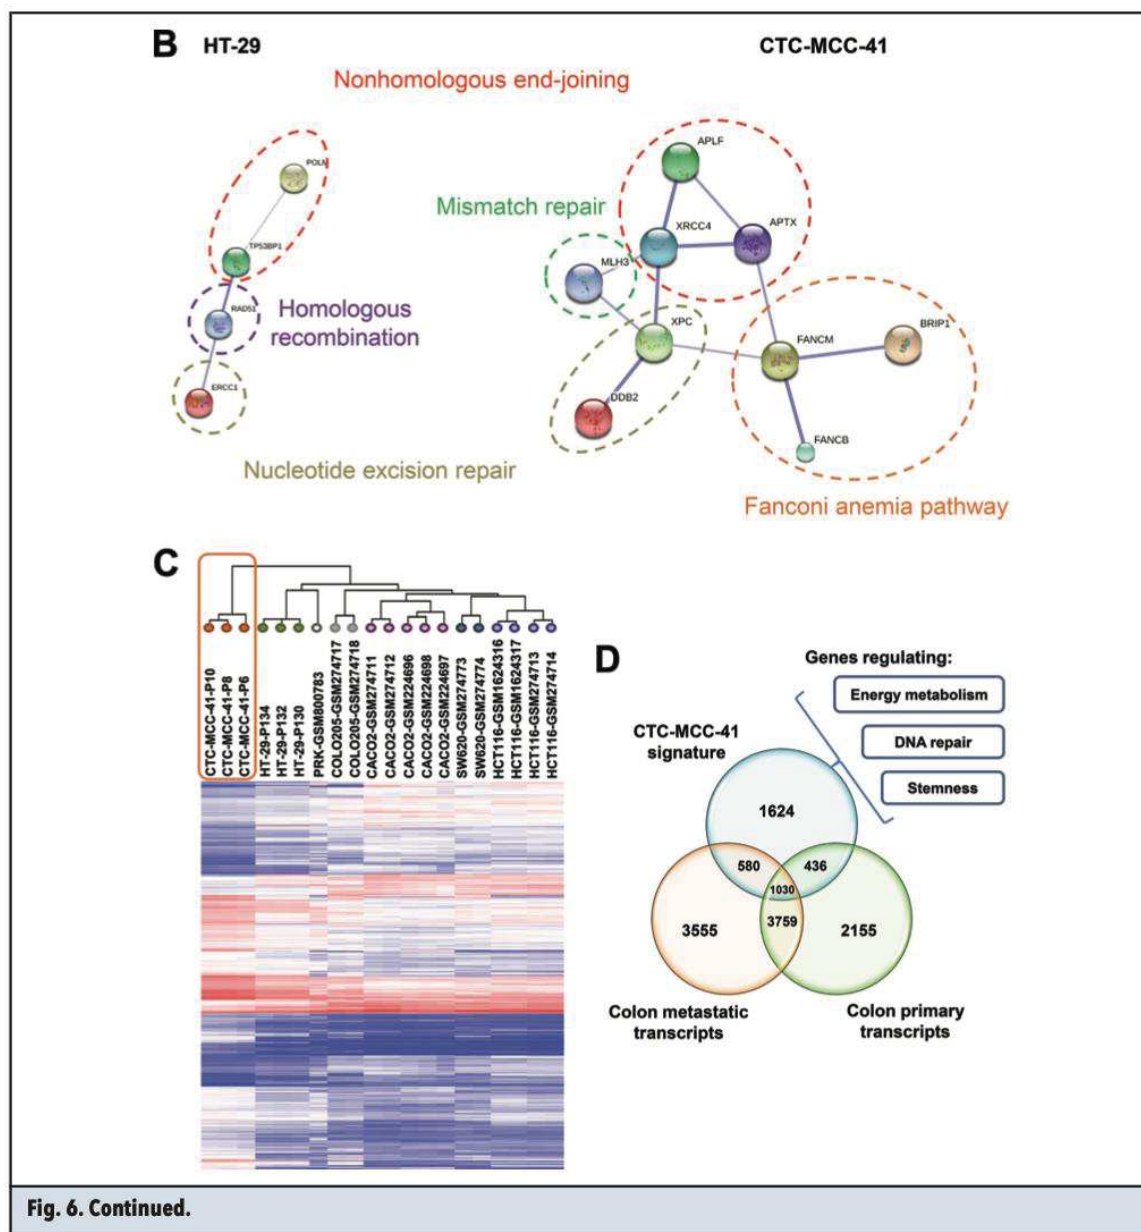 B HT-29 CTC-MCC-41
Nonhomologous end-joining
POLM
TP53BP1
RAD51
ERCC1
Homologous
recombination
Nucleotide excision repair
Mismatch repair
APLF
XRCC4
APTX
MLH3
XPC
DDB2
FANCM
BRIP1
FANCB
Fanconi anemia pathway
C
CTC-MCC-41-P10
CTC-MCC-41-P8
CTC-MCC-41-P6
HT-29-P134
HT-29-P132
HT-29-P130
PRK-GSM800783
COLO205-GSM274717
COLO205-GSM274718
CACO2-GSM274711
CACO2-GSM274712
CACO2-GSM224696
CACO2-GSM224698
CACO2-GSM224697
SW620-GSM274773
SW620-GSM274774
HCT116-GSM1624316
HCT116-GSM1624317
HCT116-GSM274713
HCT116-GSM274714
D
Genes regulating:
Energy metabolism
DNA repair
Stemness
CTC-MCC-41
signature
1624
580
436
1030
3555
3759
2155
Colon metastatic
transcripts
Colon primary
transcripts
Fig. 6. Continued.